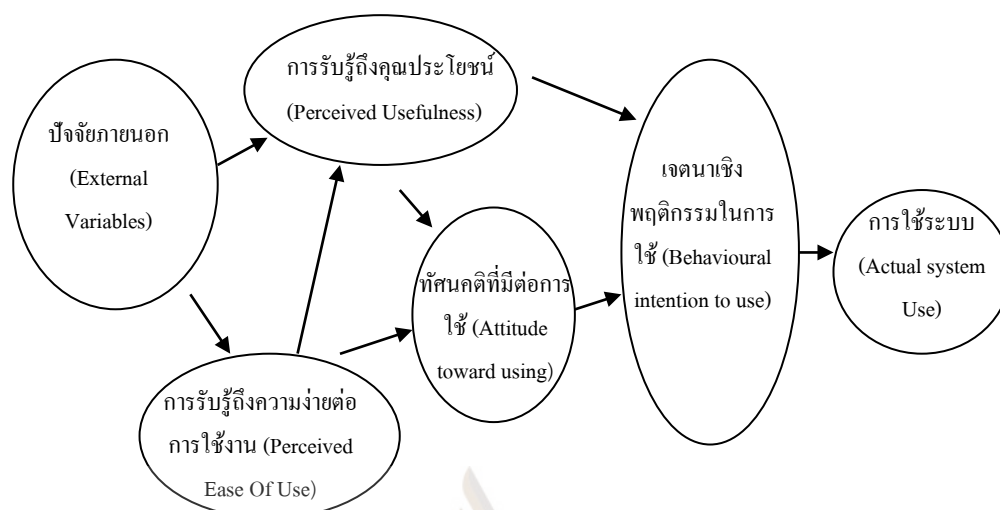 การรับรู้ถึงคุณประโยชน์
(Perceived Usefulness)
ปัจจัยภายนอก
(External
Variables)
เจตนาเชิง
พฤติกรรมในการ
ใช้ (Behavioural
intention to use)
การใช้ระบบ
(Actual system
Use)
ทัศนคติที่มีต่อการ
ใช้ (Attitude
toward using)
การรับรู้ถึงความง่ายต่อ
การใช้งาน (Perceived
Ease Of Use)